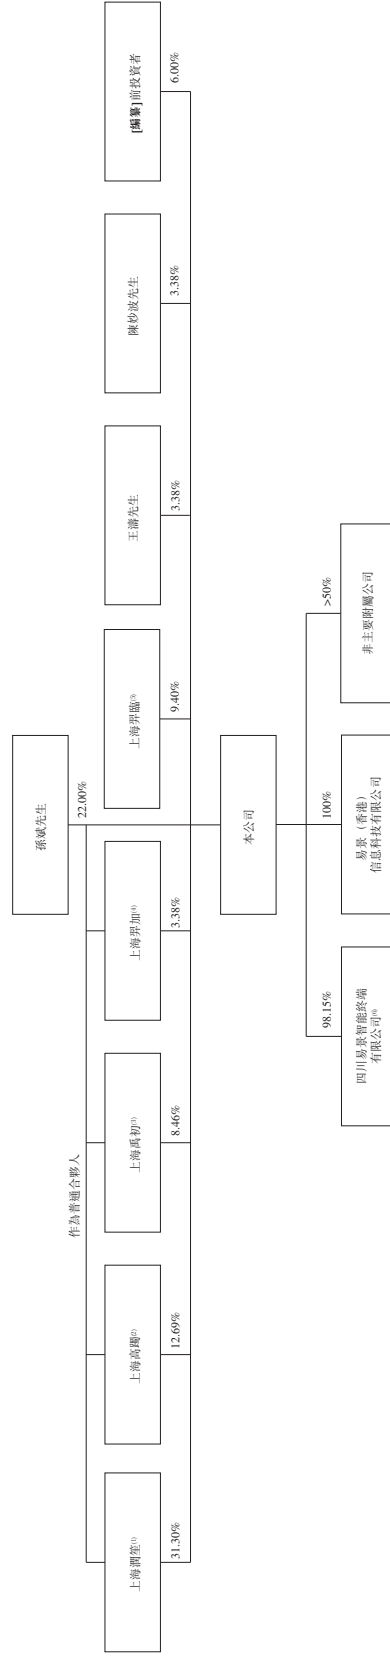 孫斌先生
22.00%
作為普通合夥人
上海潤笙(1)
上海高躅(2)
上海禹初(3)
上海羿加(4)
上海羿臨(5)
王濤先生
陳妙波先生
[編纂]前投資者
31.30%
12.69%
8.46%
3.38%
9.40%
3.38%
3.38%
6.00%
本公司
98.15%
100%
>50%
四川易景智能終端
有限公司(6)
易景（香港）
信息科技有限公司
非主要附屬公司